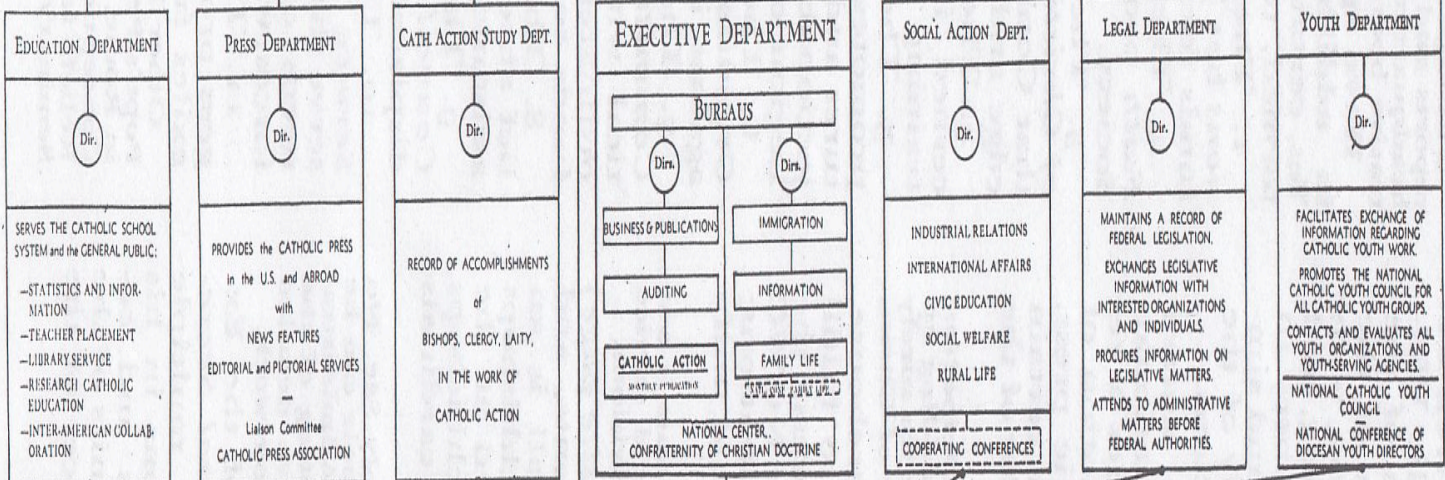 EDUCATION DEPARTMENT
Dir.
SERVES THE CATHOLIC SCHOOL
SYSTEM and the GENERAL PUBLIC:
—STATISTICS AND INFOR-
MATION
—TEACHER PLACEMENT
—LIBRARY SERVICE
—RESEARCH CATHOLIC
EDUCATION
—INTER-AMERICAN COLLAB-
ORATION
PRESS DEPARTMENT
Dir.
PROVIDES the CATHOLIC PRESS
in the U.S. and ABROAD
with
NEWS FEATURES
EDITORIAL and PICTORIAL SERVICES
—
Liaison Committee
CATHOLIC PRESS ASSOCIATION
CATH. ACTION STUDY DEPT.
Dir.
RECORD OF ACCOMPLISHMENTS
of
BISHOPS, CLERGY, LAITY,
IN THE WORK OF
CATHOLIC ACTION
EXECUTIVE DEPARTMENT
BUREAUS
Dirs.
BUSINESS & PUBLICATIONS
AUDITING
CATHOLIC ACTION
MONTHLY PUBLICATION
Dirs.
IMMIGRATION
INFORMATION
FAMILY LIFE
FAMILY LIFE
NATIONAL CENTER,
CONFRATERNITY OF CHRISTIAN DOCTRINE
SOCIAL ACTION DEPT.
Dir.
INDUSTRIAL RELATIONS
INTERNATIONAL AFFAIRS
CIVIC EDUCATION
SOCIAL WELFARE
RURAL LIFE
COOPERATING CONFERENCES
LEGAL DEPARTMENT
Dir.
MAINTAINS A RECORD OF
FEDERAL LEGISLATION.
EXCHANGES LEGISLATIVE
INFORMATION WITH
INTERESTED ORGANIZATIONS
AND INDIVIDUALS.
PROCURES INFORMATION ON
LEGISLATIVE MATTERS.
ATTENDS TO ADMINISTRATIVE
MATTERS BEFORE
FEDERAL AUTHORITIES.
YOUTH DEPARTMENT
Dir.
FACILITATES EXCHANGE OF
INFORMATION REGARDING
CATHOLIC YOUTH WORK.
PROMOTES THE NATIONAL
CATHOLIC YOUTH COUNCIL FOR
ALL CATHOLIC YOUTH GROUPS.
CONTACTS AND EVALUATES ALL
YOUTH ORGANIZATIONS AND
YOUTH-SERVING AGENCIES.
NATIONAL CATHOLIC YOUTH
COUNCIL
—
NATIONAL CONFERENCE OF
DIOCESAN YOUTH DIRECTORS